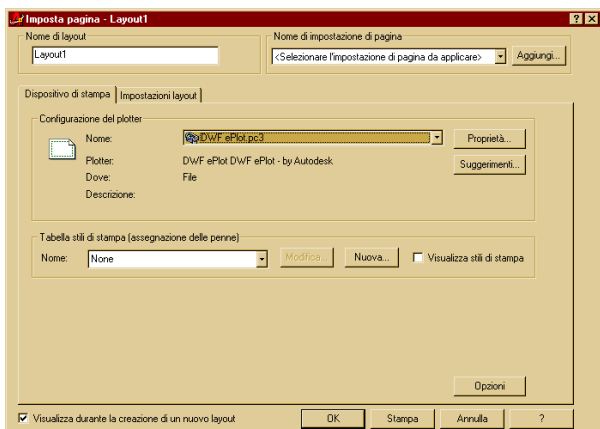 Imposta pagina - Layout1
? x
Nome di layout
Layout1
Nome di impostazione di pagina
<Selezionare l'impostazione di pagina da applicare>
Aggiungi...
Dispositivo di stampa
Impostazioni layout
Configurazione del plotter
Nome:
DWF ePlot.pc3
Proprietà...
Plotter:
DWF ePlot DWF ePlot - by Autodesk
Suggerimenti...
Dove:
File
Descrizione:
Tabella stili di stampa (assegnazione delle penne)
Nome:
None
Modifica...
Nuova...
Visualizza stili di stampa
Opzioni
Visualizza durante la creazione di un nuovo layout
OK
Stampa
Annulla
?